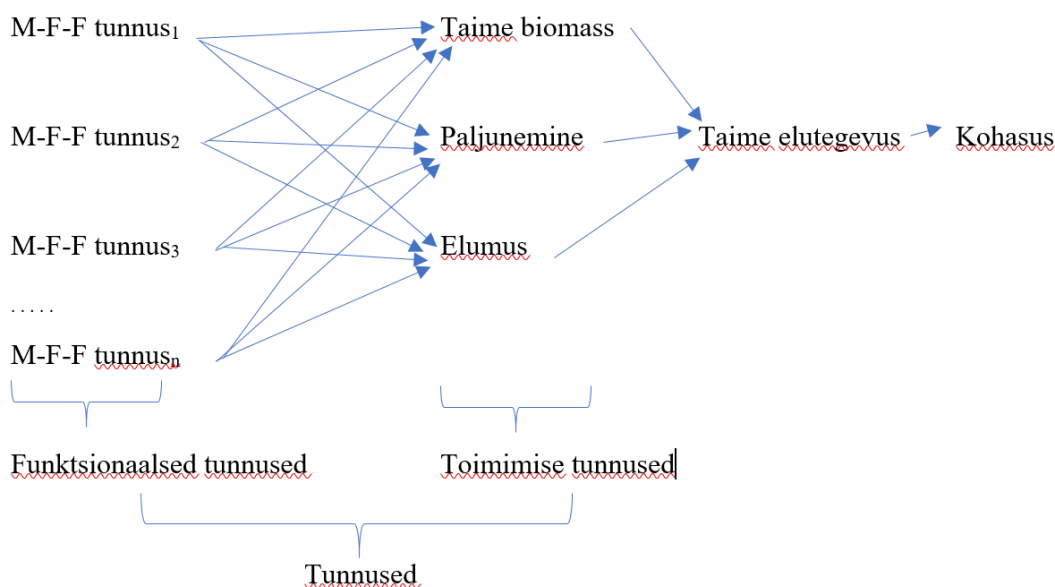 M-F-F tunnus₁ Taime biomass
M-F-F tunnus₂ Paljunemine Taime elutegevus Kohasus
M-F-F tunnus₃ Elumus
.....
M-F-F tunnusₙ
Funktsionaalsed tunnused Toimimise tunnused
Tunnused